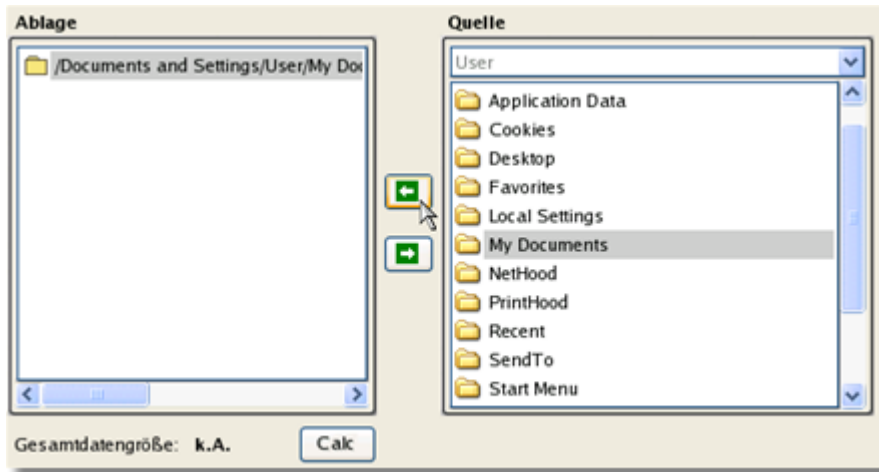 Ablage
/Documents and Settings/User/My Do
Gesamtdatengröße: k.A.
Calc
Quelle
User
Application Data
Cookies
Desktop
Favorites
Local Settings
My Documents
NetHood
PrintHood
Recent
SendTo
Start Menu